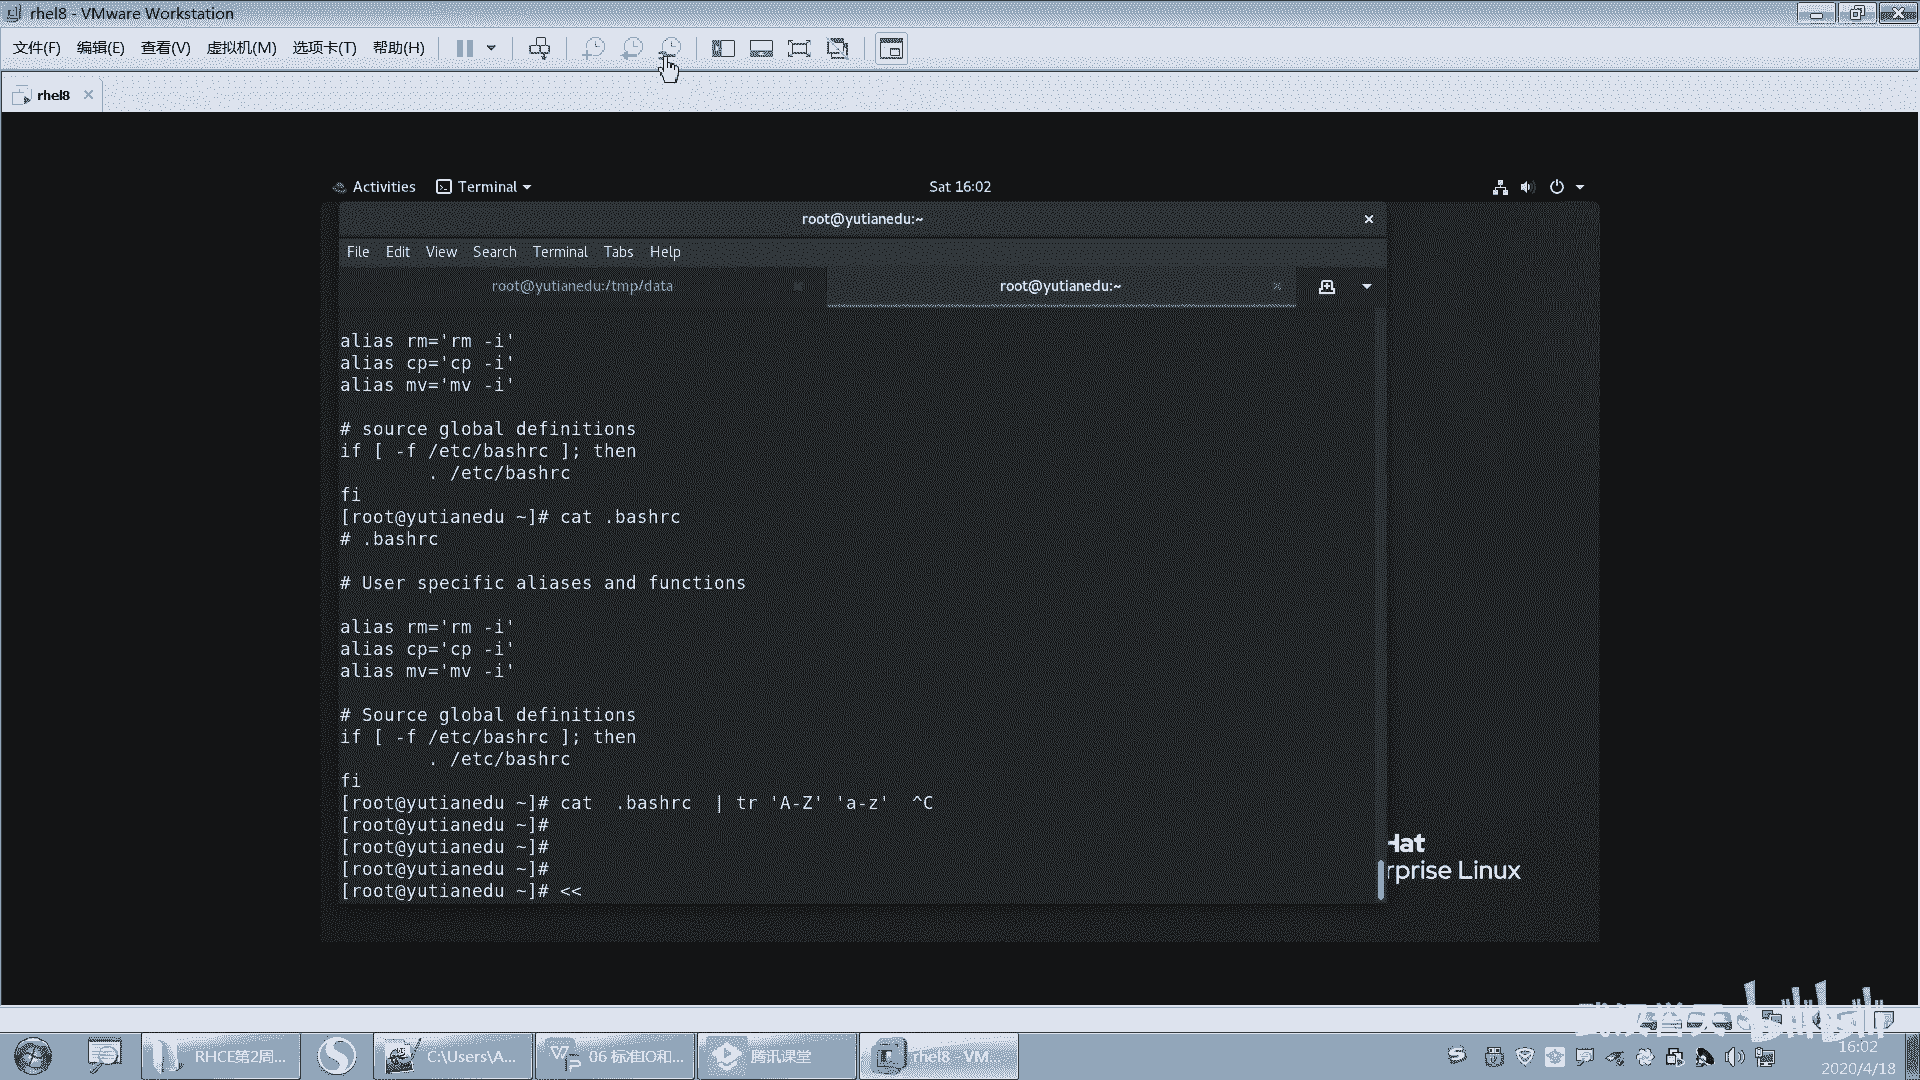 rhel8 - VMware Workstation
文件(F) 编辑(E) 查看(V) 虚拟机(M) 选项卡(T) 帮助(H)
rhel8
Activities Terminal Sat 16:02
root@yutianedu:~
File Edit View Search Terminal Tabs Help
root@yutianedu:/tmp/data root@yutianedu:~
alias rm='rm -i'
alias cp='cp -i'
alias mv='mv -i'
# source global definitions
if [ -f /etc/bashrc ]; then
. /etc/bashrc
fi
[root@yutianedu ~]# cat .bashrc
# .bashrc
# User specific aliases and functions
alias rm='rm -i'
alias cp='cp -i'
alias mv='mv -i'
# Source global definitions
if [ -f /etc/bashrc ]; then
. /etc/bashrc
fi
[root@yutianedu ~]# cat  .bashrc  | tr 'A-Z' 'a-z'  ^C
[root@yutianedu ~]#
[root@yutianedu ~]#
[root@yutianedu ~]#
[root@yutianedu ~]# <<
Hat
rprise Linux
bilibili
RHCE第2周... C:\Users\A... 06 标准IO和... 腾讯课堂 rhel8 - VM...
16:02
2020/4/18